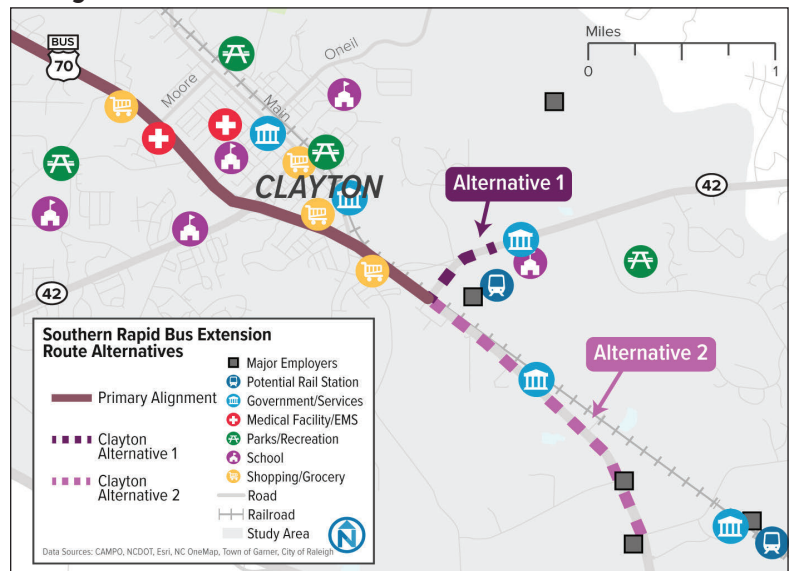 BUS
70
Moore
Main
Oneil
Miles
0 1
CLAYTON
Alternative 1
42
42
Alternative 2
Southern Rapid Bus Extension
Route Alternatives
Primary Alignment
Clayton
Alternative 1
Clayton
Alternative 2
Major Employers
Potential Rail Station
Government/Services
Medical Facility/EMS
Parks/Recreation
School
Shopping/Grocery
Road
Railroad
Study Area
N
Data Sources: CAMPO, NCDOT, Esri, NC OneMap, Town of Garner, City of Raleigh